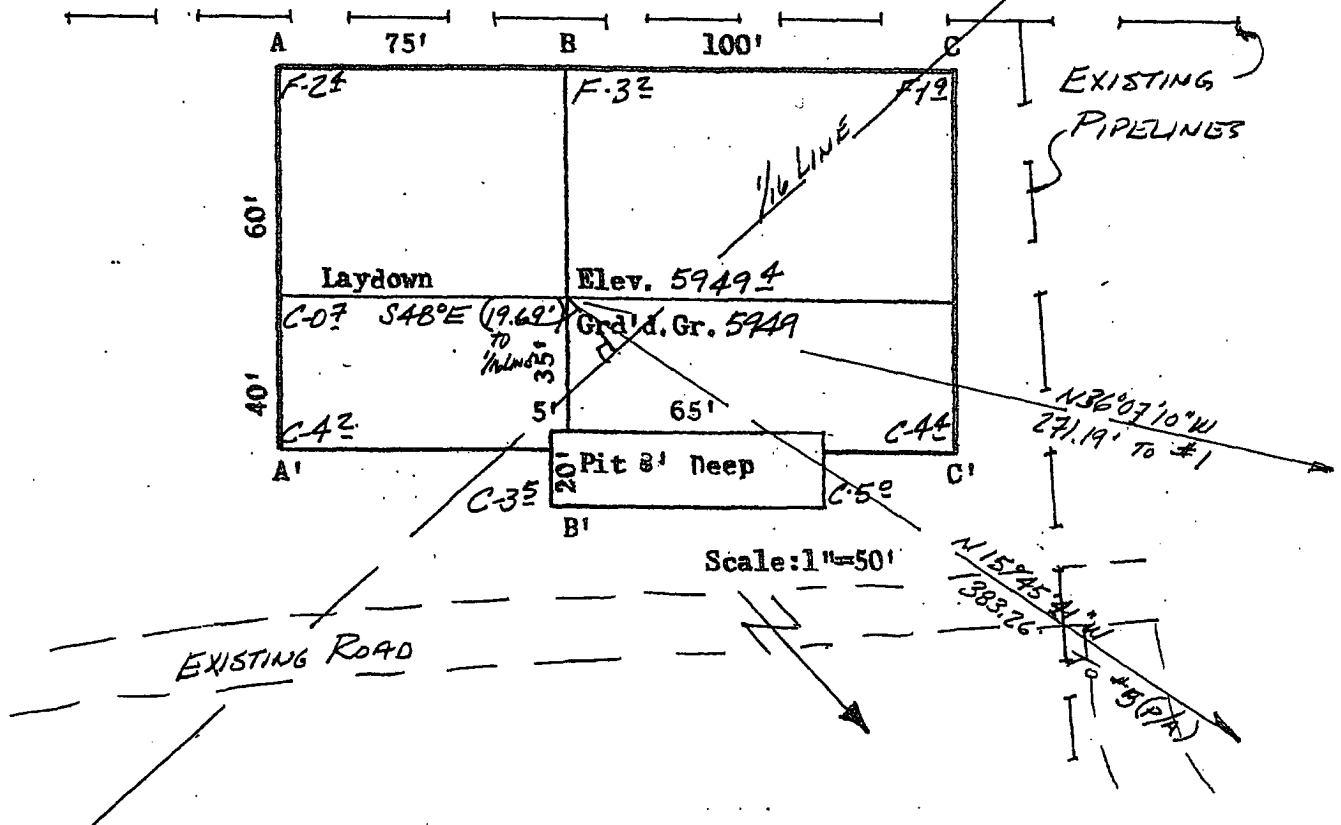 A 75' B 100' C
F-2 4
F-3 2
F-1 9
EXISTING
PIPELINES
1/16 LINE
60'
Laydown
Elev. 5949 4
C-0 7
S48°E (19.69'
TO
1/16 LINE)
Grd'd. Gr. 5949
35'
40'
5'
65'
N36°07'10"W
271.19' TO #1
C-4 2
C-4 4
A'
Pit 8' Deep
C'
20'
C-3 5
C-5 0
B'
Scale:1"=50'
383.26'
(P/A)
EXISTING ROAD